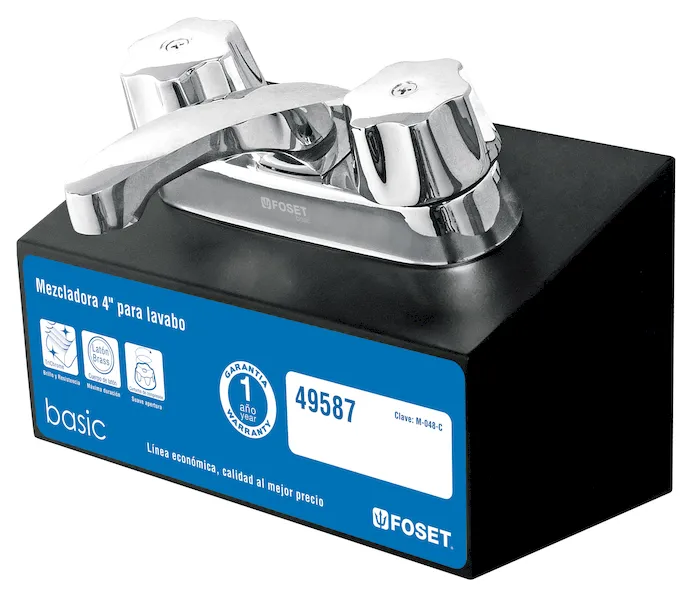 FOSET
Mezcladora 4" para lavabo
Latón
Brass
Brillo y Resistencia
Máxima duración
Suave apertura
GARANTIA
1
año
year
WARRANTY
49587
Clave: M-048-C
basic
Línea económica, calidad al mejor precio
FOSET